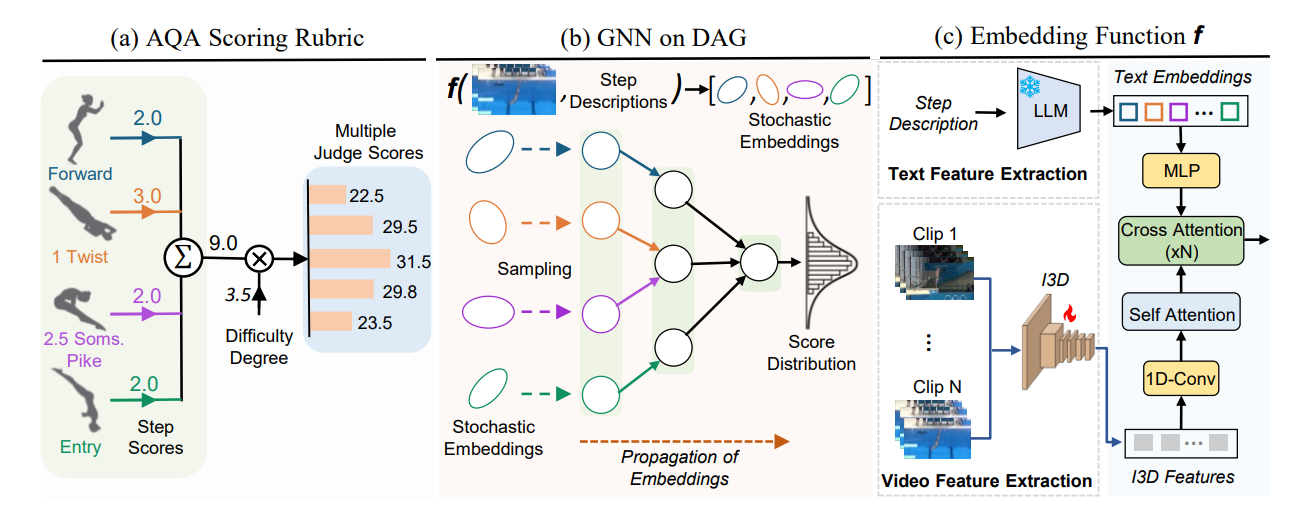 (a) AQA Scoring Rubric
2.0
Forward
3.0
1 Twist
2.0
2.5 Soms.
Pike
2.0
Entry
Step
Scores
Σ
9.0
3.5
Difficulty
Degree
Multiple
Judge Scores
22.5
29.5
31.5
29.8
23.5
(b) GNN on DAG
f( , Step
Descriptions ) [ , , , ]
Stochastic
Embeddings
Sampling
Stochastic
Embeddings
Score
Distribution
Propagation of
Embeddings
(c) Embedding Function f
Step
Description
LLM
Text Feature Extraction
Text Embeddings
...
MLP
Cross Attention
(xN)
Self Attention
1D-Conv
...
I3D Features
Clip 1
...
Clip N
I3D
Video Feature Extraction